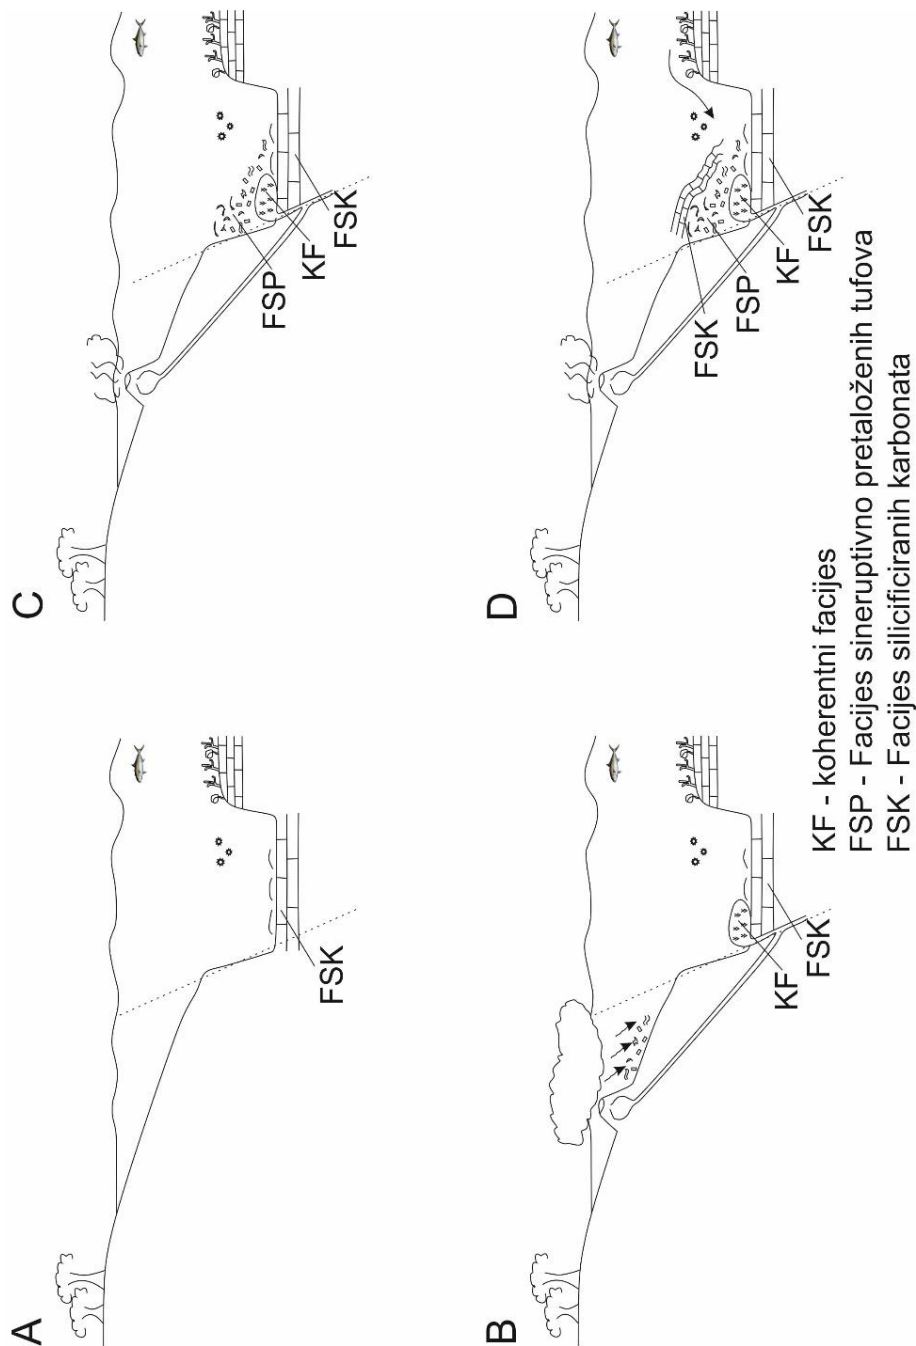 A
FSK
B
KF
FSK
C
FSP
KF
FSK
D
FSK
FSP
KF
FSK
KF - koherentni facijes
FSP - Facijes sineruptivno pretaloženih tufova
FSK - Facijes silicificiranih karbonata